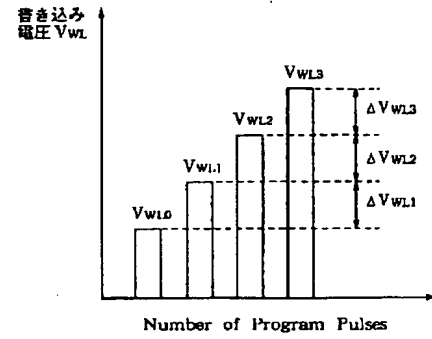 書き込み
電圧 VWL
VWL3
VWL2
VWL1
VWL0
ΔVWL3
ΔVWL2
ΔVWL1
Number of Program Pulses